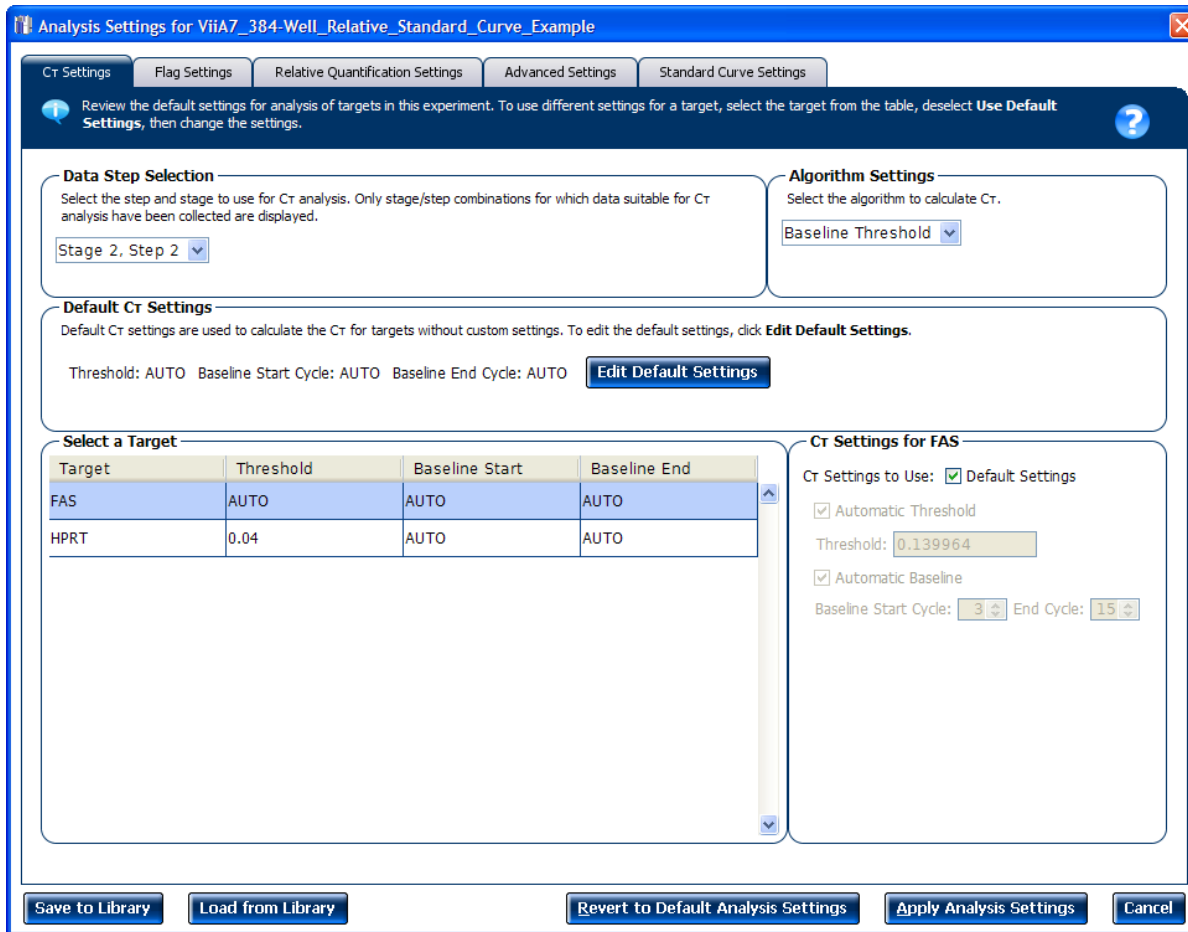 Analysis Settings for ViiA7_384-Well_Relative_Standard_Curve_Example
Cт Settings
Flag Settings
Relative Quantification Settings
Advanced Settings
Standard Curve Settings
Review the default settings for analysis of targets in this experiment. To use different settings for a target, select the target from the table, deselect Use Default
Settings, then change the settings.
?
Data Step Selection
Select the step and stage to use for Cт analysis. Only stage/step combinations for which data suitable for Cт
analysis have been collected are displayed.
Stage 2, Step 2
Algorithm Settings
Select the algorithm to calculate Cт.
Baseline Threshold
Default Cт Settings
Default Cт settings are used to calculate the Cт for targets without custom settings. To edit the default settings, click Edit Default Settings.
Threshold: AUTO Baseline Start Cycle: AUTO Baseline End Cycle: AUTO
Edit Default Settings
Select a Target
Target Threshold Baseline Start Baseline End
FAS AUTO AUTO AUTO
HPRT 0.04 AUTO AUTO
Cт Settings for FAS
Cт Settings to Use: Default Settings
Automatic Threshold
Threshold: 0.139964
Automatic Baseline
Baseline Start Cycle: 3 End Cycle: 15
Save to Library
Load from Library
Revert to Default Analysis Settings
Apply Analysis Settings
Cancel